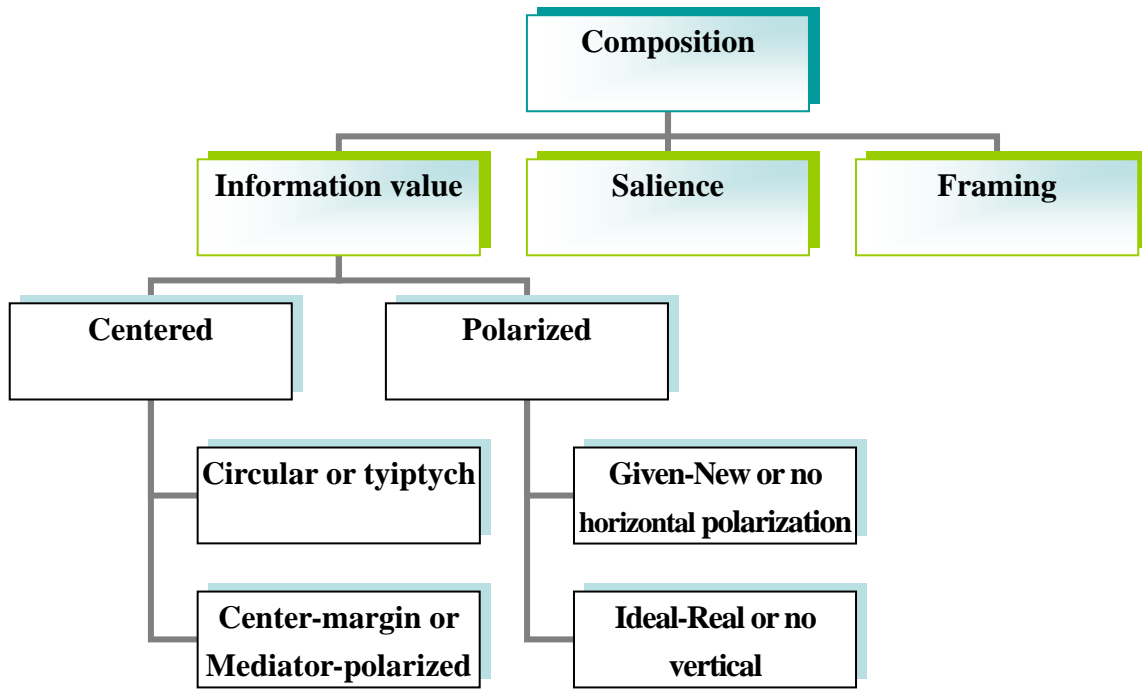 Composition
Information value
Salience
Framing
Centered
Polarized
Circular or tyiptych
Given-New or no
horizontal polarization
Center-margin or
Mediator-polarized
Ideal-Real or no
vertical